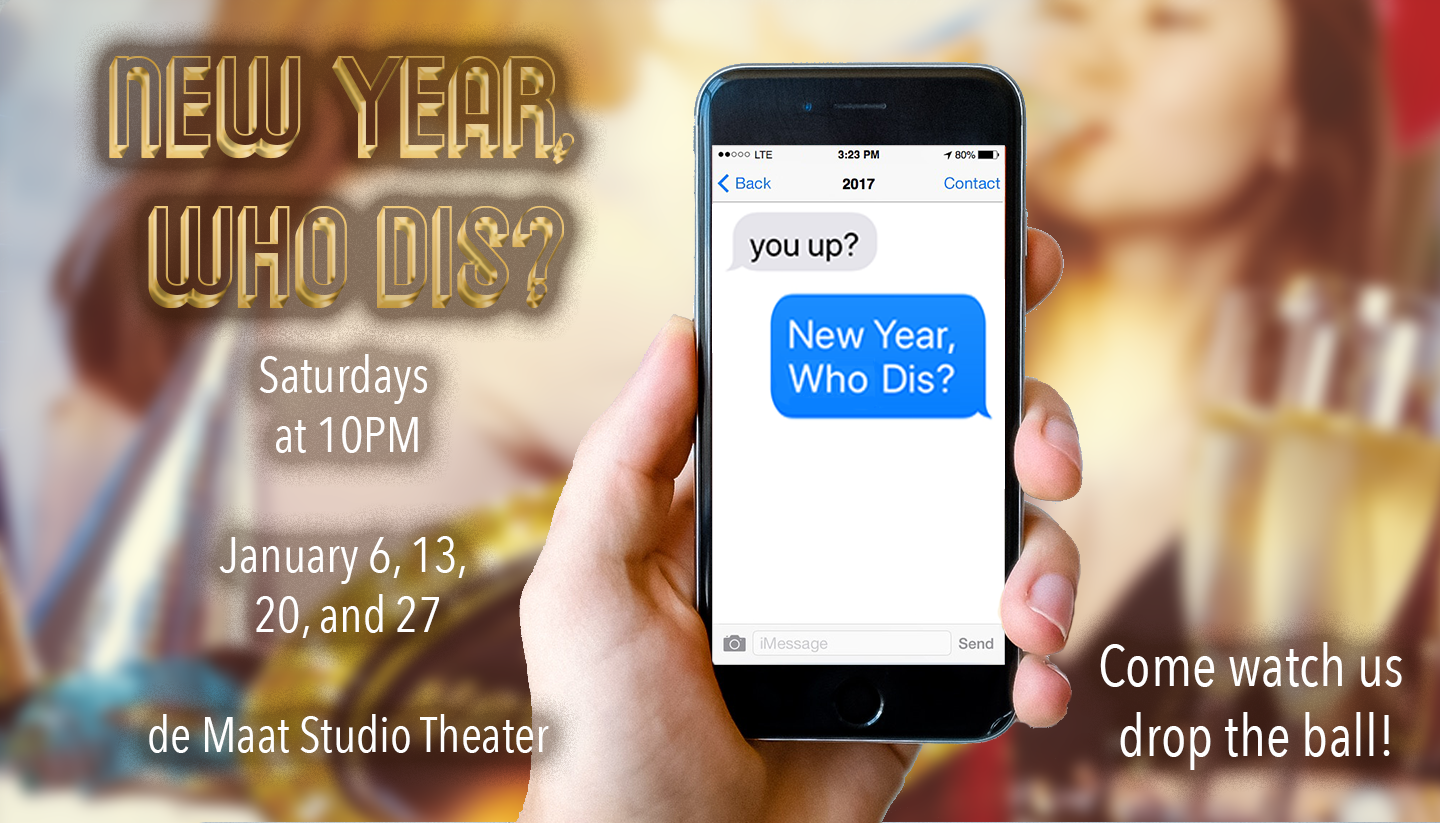 NEW YEAR,
WHO DIS?
Saturdays
at 10PM
January 6, 13,
20, and 27
de Maat Studio Theater
LTE 3:23 PM 80%
Back 2017 Contact
you up?
New Year,
Who Dis?
iMessage Send
Come watch us
drop the ball!